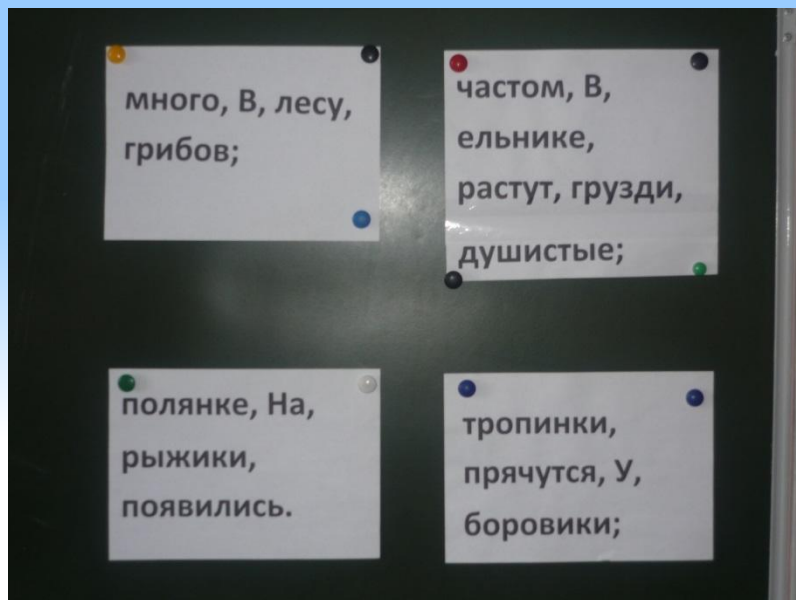 много, В, лесу,
грибов;
частом, В,
ельнике,
растут, грузди,
душистые;
полянке, На,
рыжики,
появились.
тропинки,
прячутся, У,
боровики;